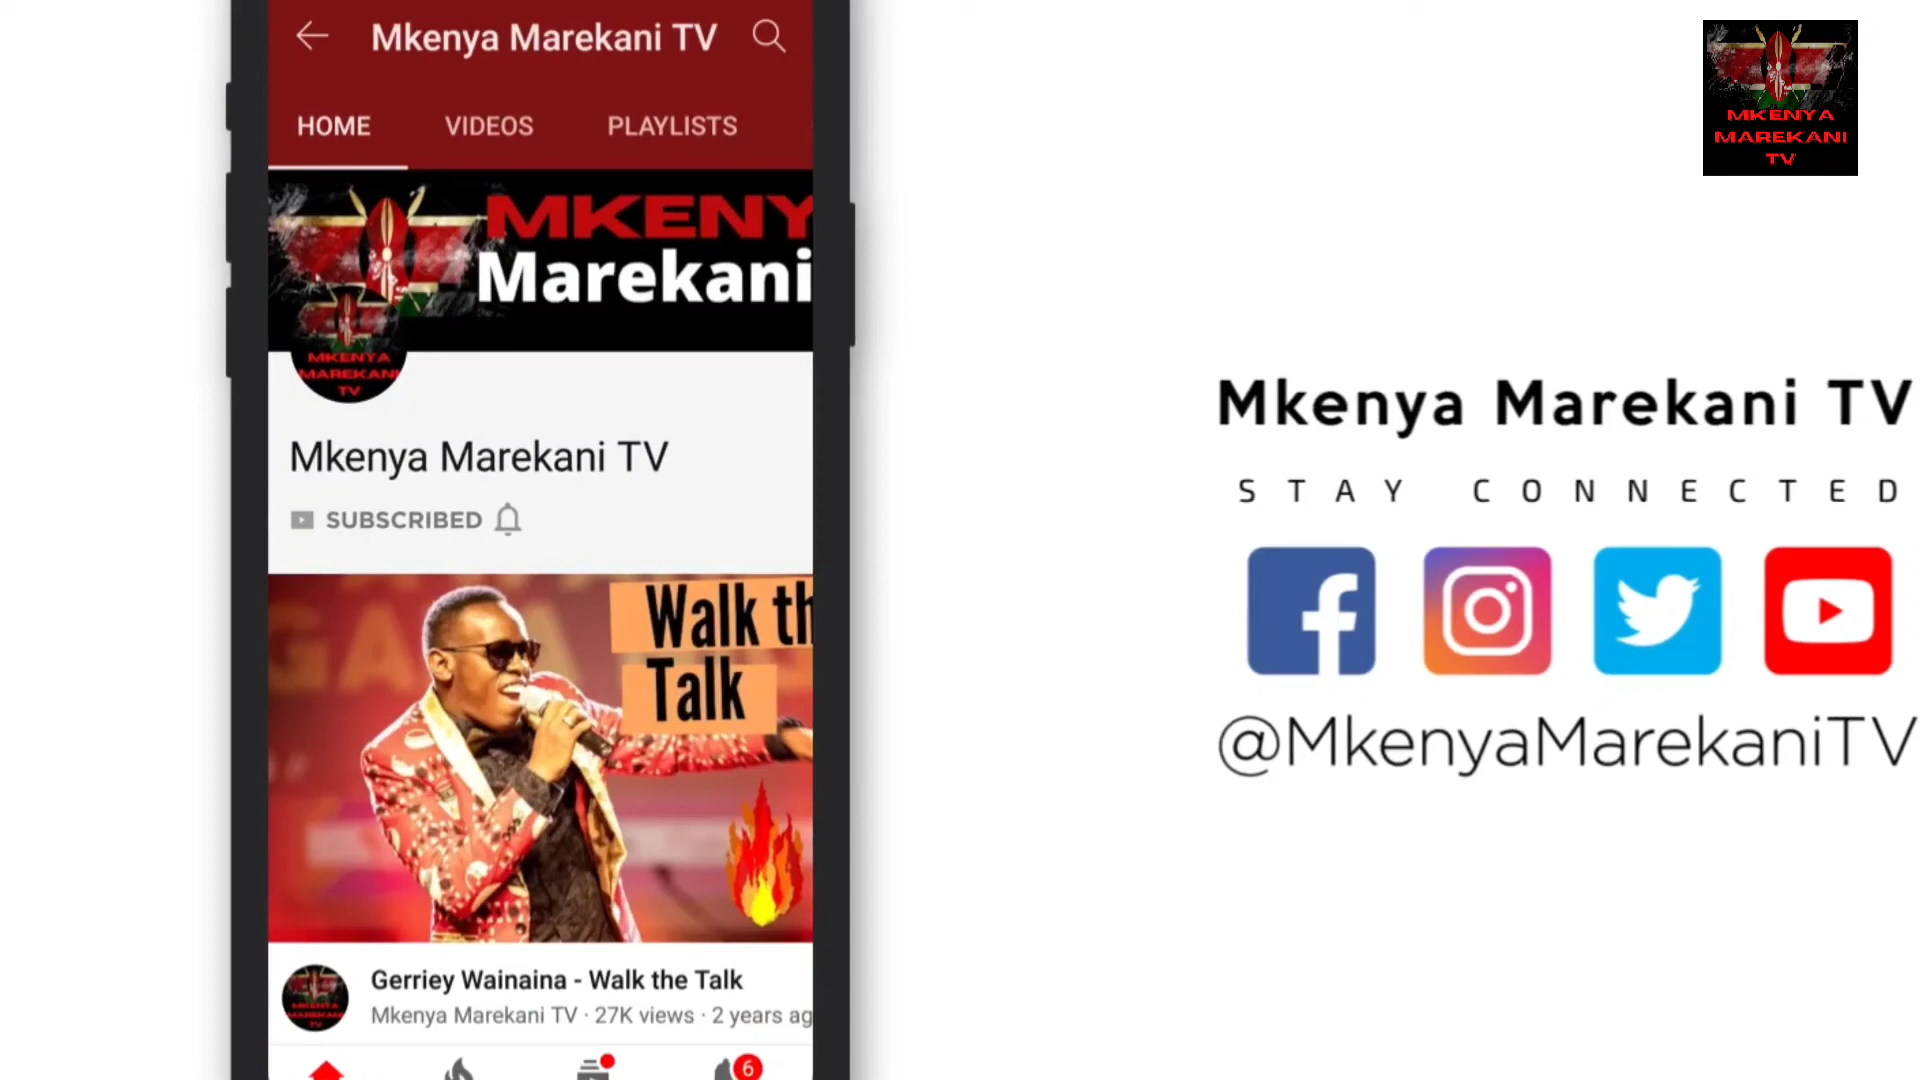 Mkenya Marekani TV
HOME
VIDEOS
PLAYLISTS
MKENY
Marekani
MKENYA
MAREKANI
TV
Mkenya Marekani TV
SUBSCRIBED
Walk th
Talk
Gerriey Wainaina - Walk the Talk
Mkenya Marekani TV · 27K views · 2 years ag
6
MKENYA
MAREKANI
TV
Mkenya Marekani TV
STAY CONNECTED
@MkenyaMarekaniTV